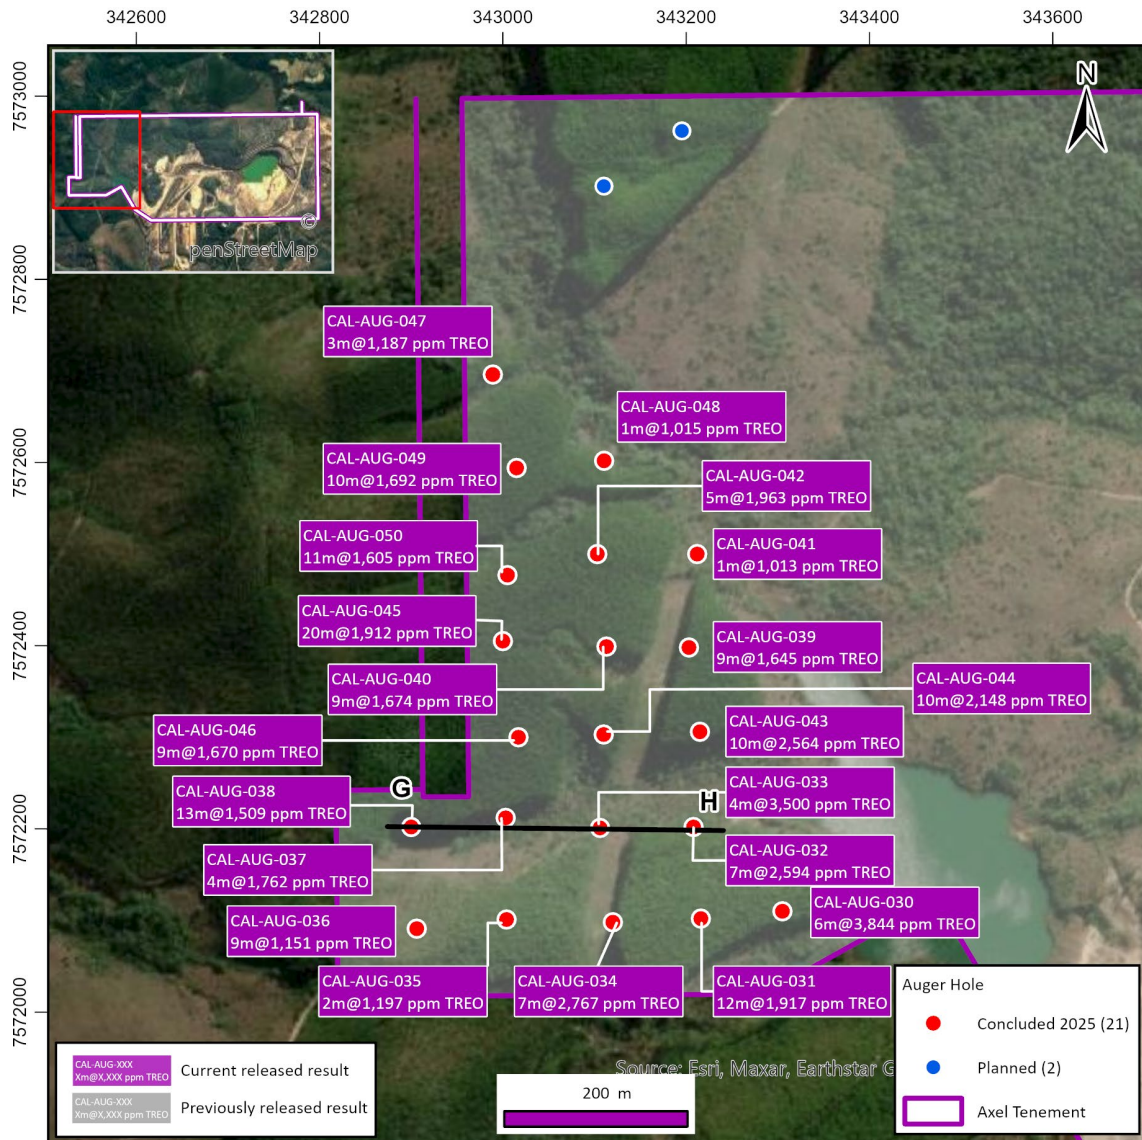 342600
342800
343000
343200
343400
343600
7573000
7572800
7572600
7572400
7572200
7572000
N
©
penStreetMap
CAL-AUG-047
3m@1,187 ppm TREO
CAL-AUG-048
1m@1,015 ppm TREO
CAL-AUG-049
10m@1,692 ppm TREO
CAL-AUG-042
5m@1,963 ppm TREO
CAL-AUG-050
11m@1,605 ppm TREO
CAL-AUG-041
1m@1,013 ppm TREO
CAL-AUG-045
20m@1,912 ppm TREO
CAL-AUG-039
9m@1,645 ppm TREO
CAL-AUG-040
9m@1,674 ppm TREO
CAL-AUG-044
10m@2,148 ppm TREO
CAL-AUG-046
9m@1,670 ppm TREO
CAL-AUG-043
10m@2,564 ppm TREO
CAL-AUG-038
13m@1,509 ppm TREO
G
H
CAL-AUG-033
4m@3,500 ppm TREO
CAL-AUG-037
4m@1,762 ppm TREO
CAL-AUG-032
7m@2,594 ppm TREO
CAL-AUG-036
9m@1,151 ppm TREO
CAL-AUG-030
6m@3,844 ppm TREO
CAL-AUG-035
2m@1,197 ppm TREO
CAL-AUG-034
7m@2,767 ppm TREO
CAL-AUG-031
12m@1,917 ppm TREO
Auger Hole
Concluded 2025 (21)
Planned (2)
Axel Tenement
CAL-AUG-XXX
Xm@X,XXX ppm TREO
Current released result
CAL-AUG-XXX
Xm@X,XXX ppm TREO
Previously released result
Source: Esri, Maxar, Earthstar G
200 m